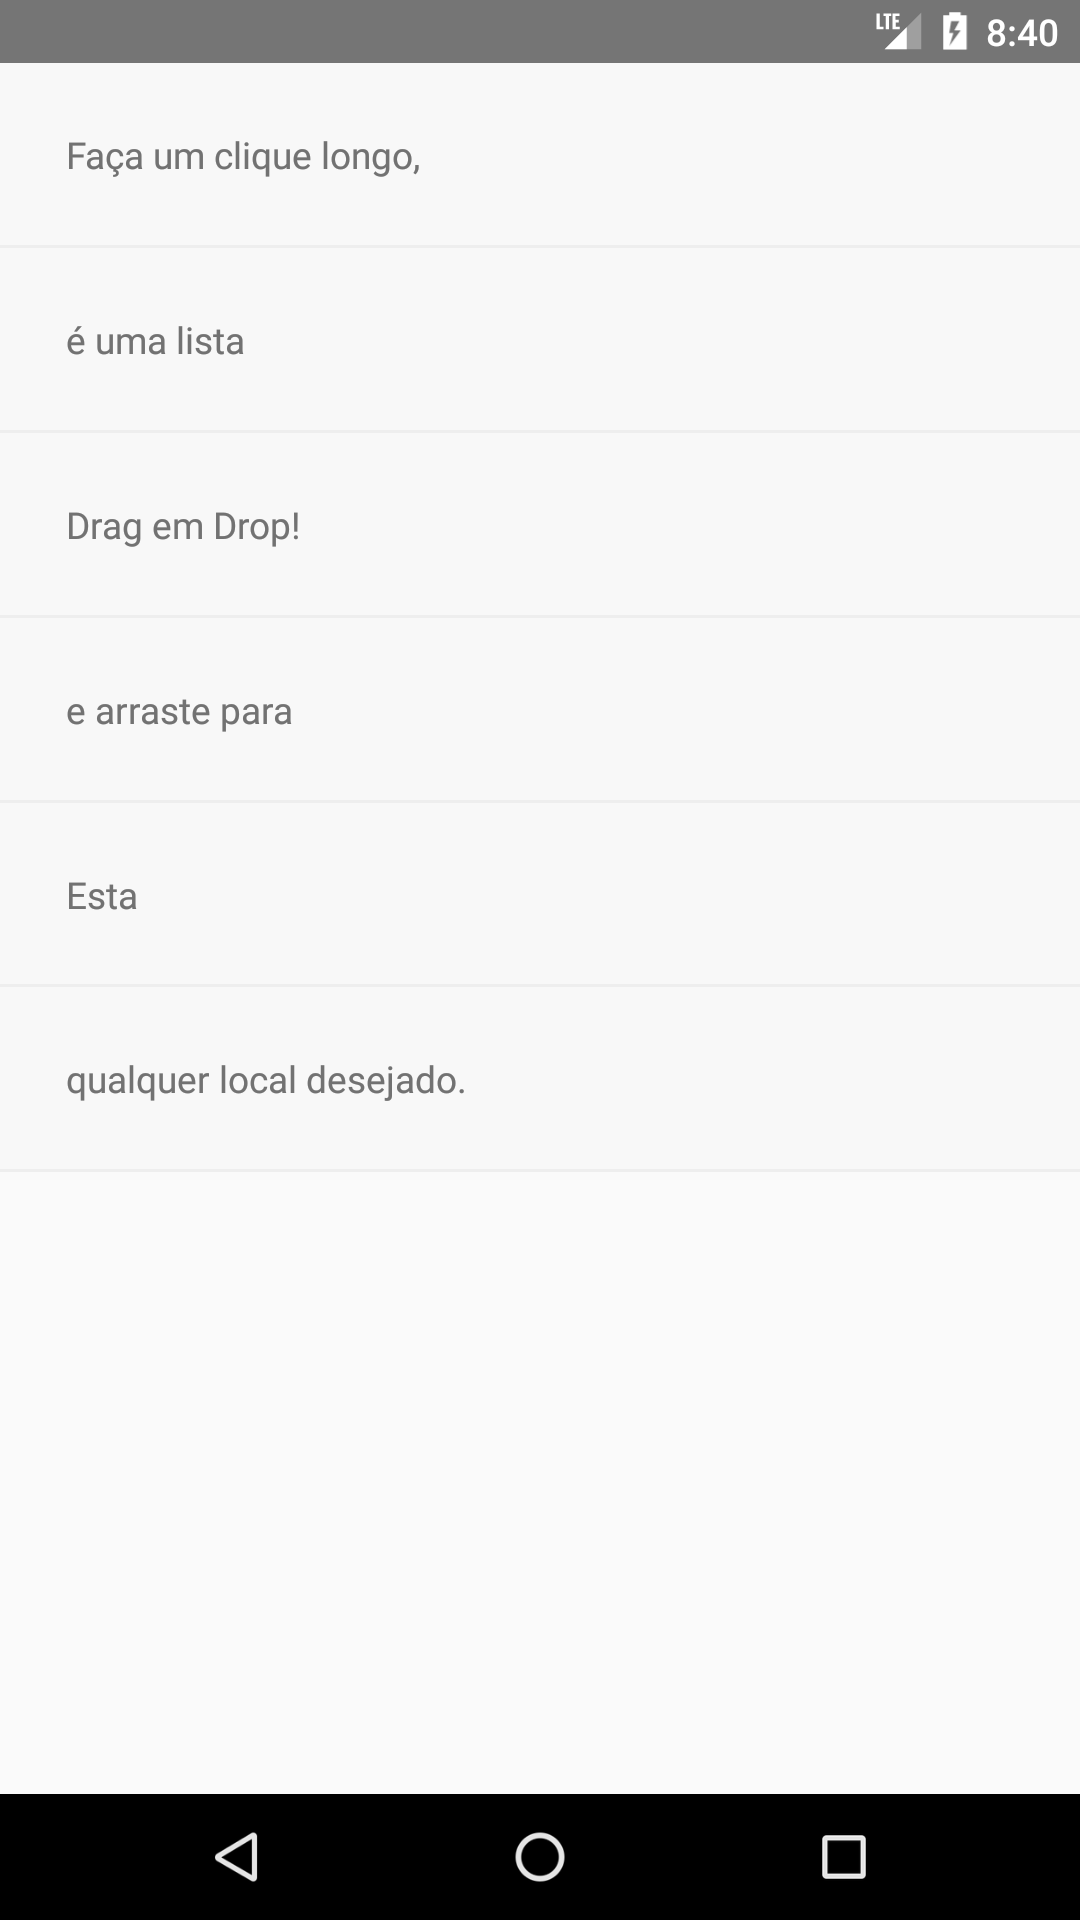 LTE 8:40
Faça um clique longo,
é uma lista
Drag em Drop!
e arraste para
Esta
qualquer local desejado.